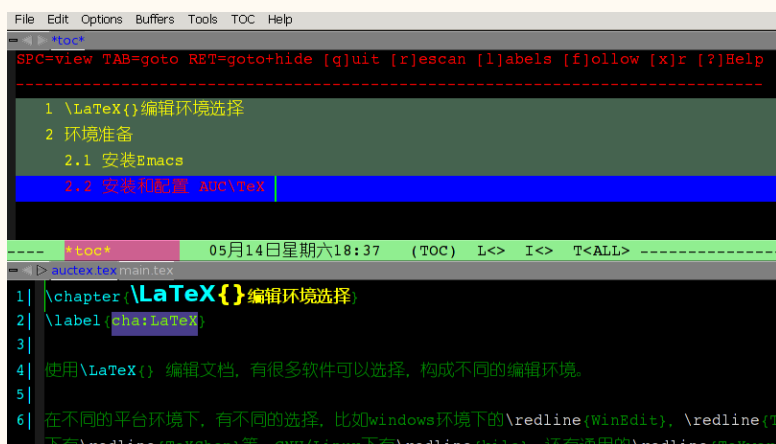 File Edit Options Buffers Tools TOC Help
*toc*
SPC=view TAB=goto RET=goto+hide [q]uit [r]escan [l]abels [f]ollow [x]r [?]Help
------------------------------------------------------------------------------
1 \LaTeX{}编辑环境选择
2 环境准备
2.1 安装Emacs
2.2 安装和配置 AUC\TeX
---- *toc* 05月14日星期六18:37 (TOC) L<> I<> T<ALL> --------------
auctex.tex main.tex
1 \chapter{\LaTeX{}编辑环境选择}
2 \label{cha:LaTeX}
3
4 使用\LaTeX{} 编辑文档，有很多软件可以选择，构成不同的编辑环境。
5
6 在不同的平台环境下，有不同的选择，比如windows环境下的\redline{WinEdit}，\redline{T